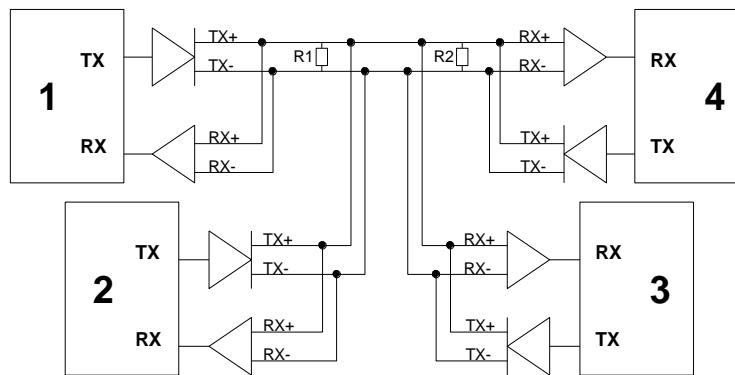 TX+ RX+
R1 R2
TX RX
TX- RX-
1 4
RX+ TX+
RX TX
RX- TX-
TX+ RX+
TX RX
TX- RX-
2 3
RX+ TX+
RX TX
RX- TX-